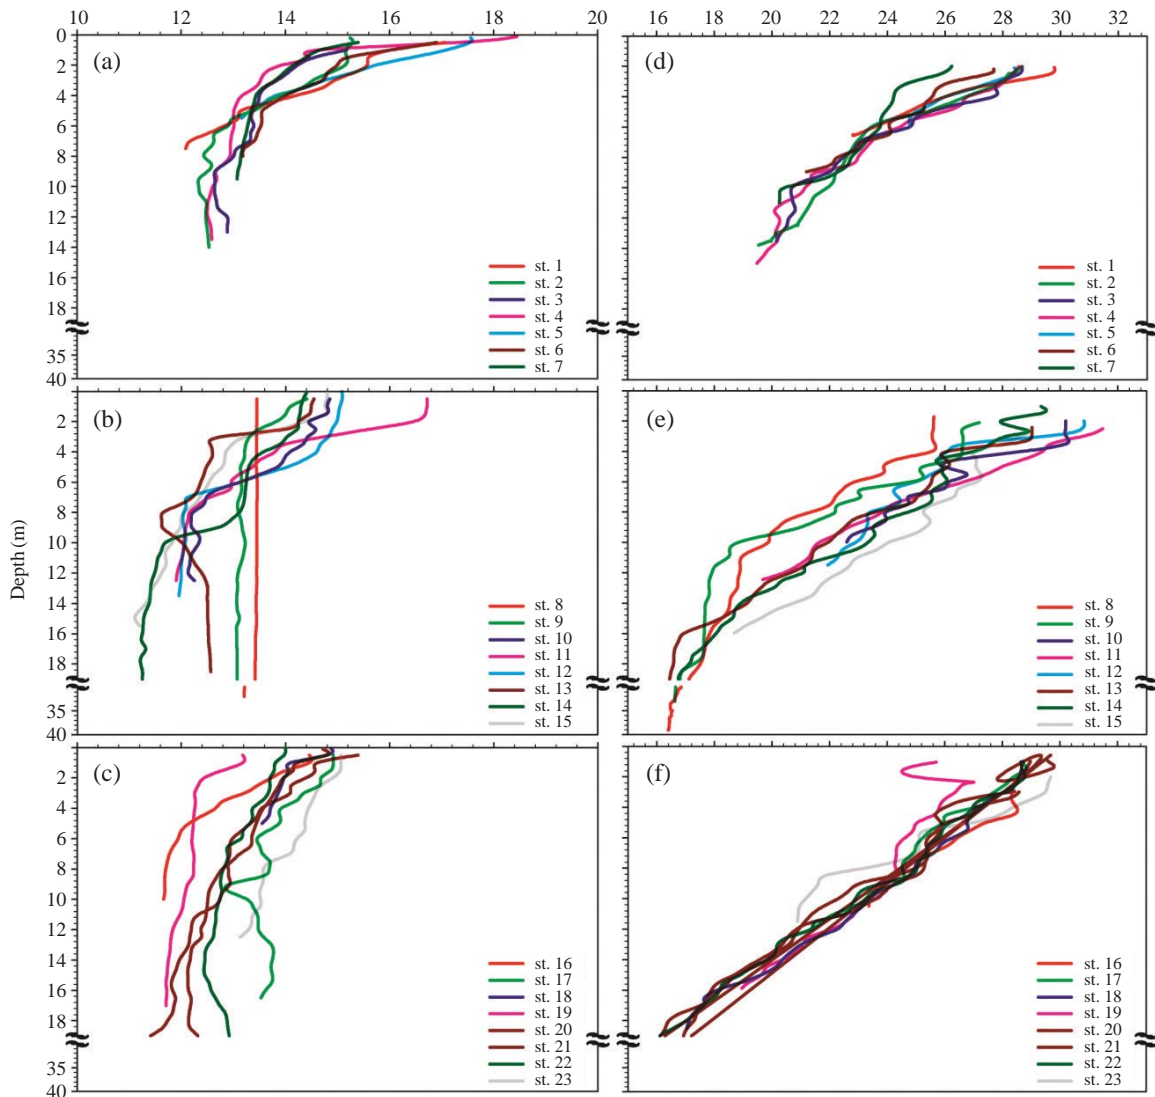 10 12 14 16 18 20
16 18 20 22 24 26 28 30 32
0
2
4
6
8
10
12
14
16
18
35
40
(a)
st. 1
st. 2
st. 3
st. 4
st. 5
st. 6
st. 7
(d)
st. 1
st. 2
st. 3
st. 4
st. 5
st. 6
st. 7
Depth (m)
2
4
6
8
10
12
14
16
18
35
40
(b)
st. 8
st. 9
st. 10
st. 11
st. 12
st. 13
st. 14
st. 15
(e)
st. 8
st. 9
st. 10
st. 11
st. 12
st. 13
st. 14
st. 15
2
4
6
8
10
12
14
16
18
35
40
(c)
st. 16
st. 17
st. 18
st. 19
st. 20
st. 21
st. 22
st. 23
(f)
st. 16
st. 17
st. 18
st. 19
st. 20
st. 21
st. 22
st. 23